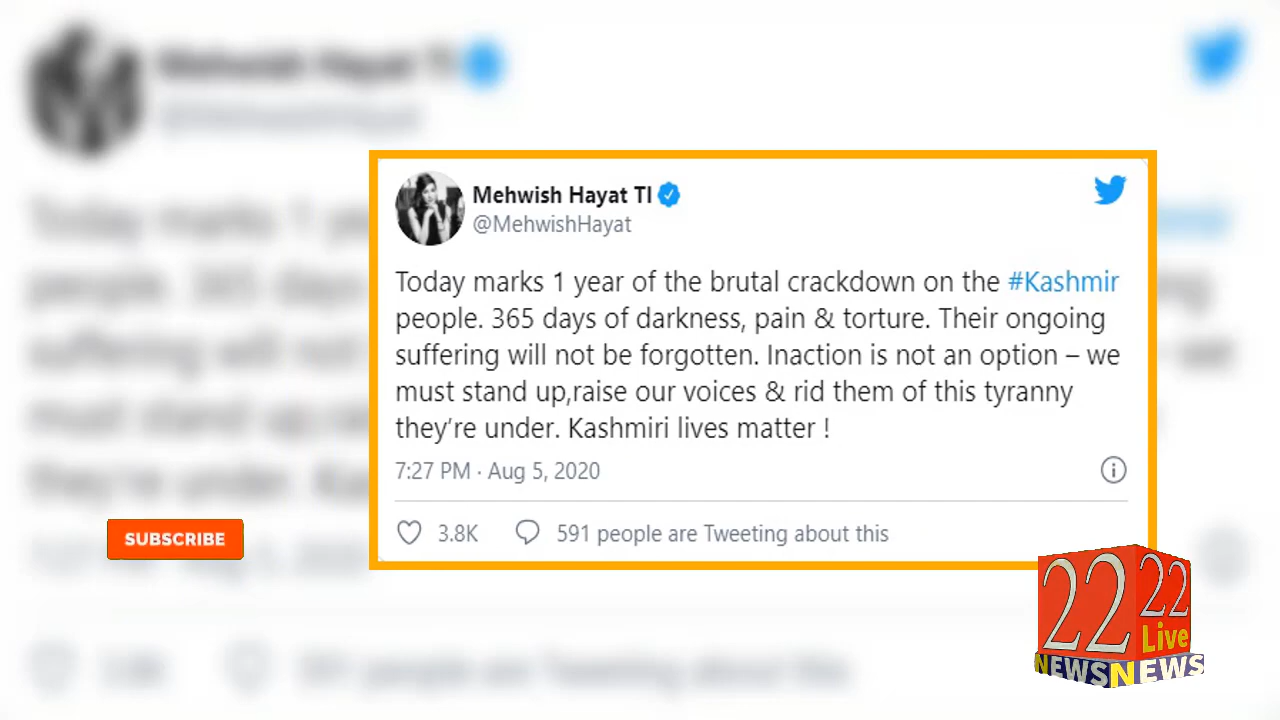 Mehwish Hayat TI
@MehwishHayat
Today marks 1 year of the brutal crackdown on the #Kashmir
people. 365 days of darkness, pain & torture. Their ongoing
suffering will not be forgotten. Inaction is not an option – we
must stand up,raise our voices & rid them of this tyranny
they're under. Kashmiri lives matter !
7:27 PM · Aug 5, 2020
3.8K
591 people are Tweeting about this
SUBSCRIBE
22 22
Live
NEWS NEWS